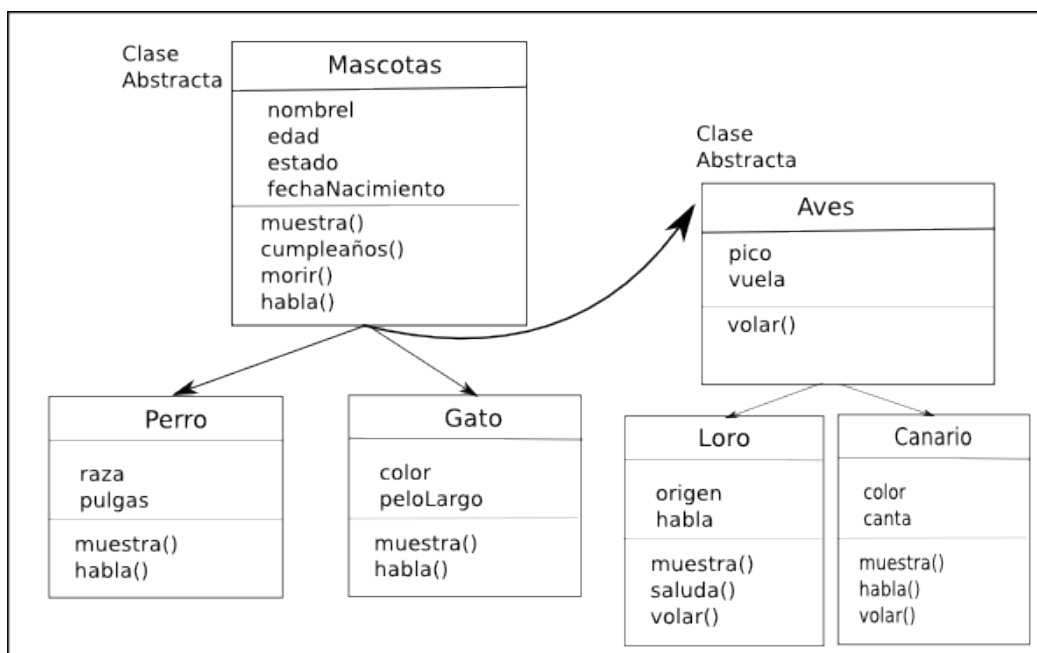 Clase
Abstracta
Mascotas
nombrel
edad
estado
fechaNacimiento
muestra()
cumpleaños()
morir()
habla()
Clase
Abstracta
Aves
pico
vuela
volar()
Perro
raza
pulgas
muestra()
habla()
Gato
color
peloLargo
muestra()
habla()
Loro
origen
habla
muestra()
saluda()
volar()
Canario
color
canta
muestra()
habla()
volar()